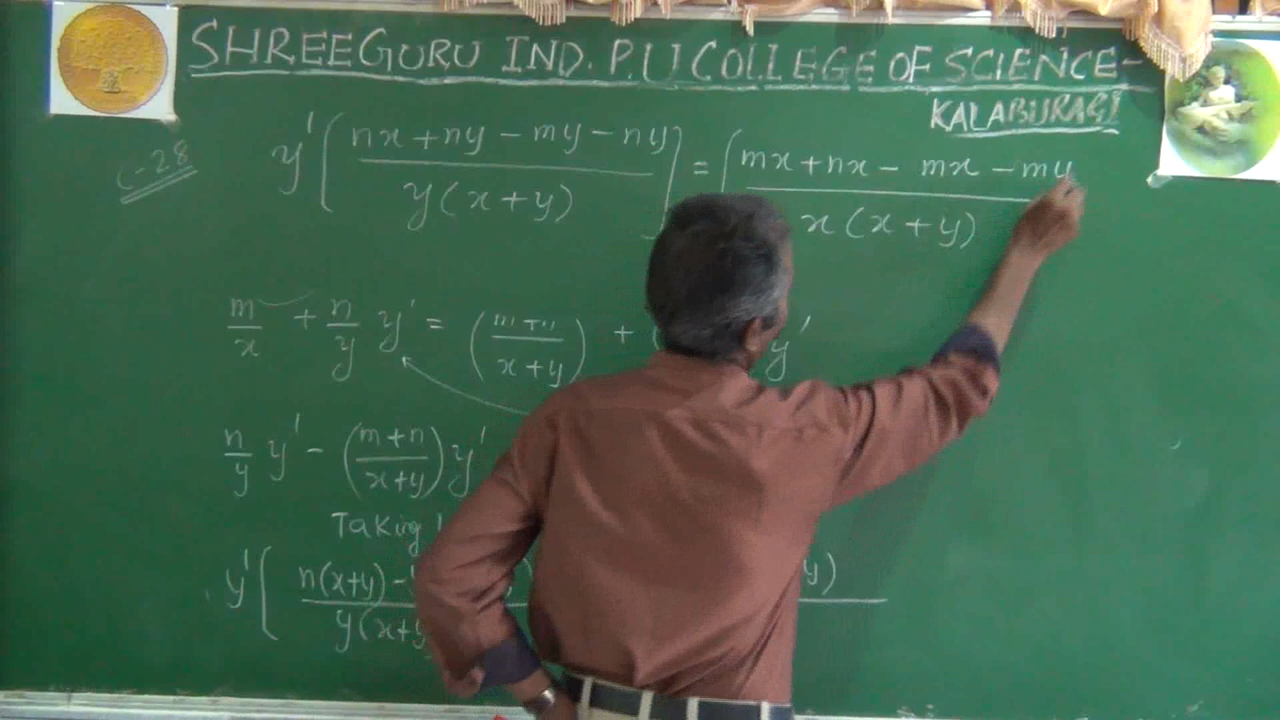 SHREEGURU IND. P.U COLLEGE OF SCIENCE-
KALABURAGI
C-28
y' [ (nx + ny - my - ny) / y(x+y) ] = [ (mx + nx - mx - my) / x(x+y)
m/x + n/y y' = ( (m+n)/(x+y) ) + ( y'
n/y y' - ( (m+n)/(x+y) ) y'
Taking
y' [ n(x+y) - / y(x+y y)